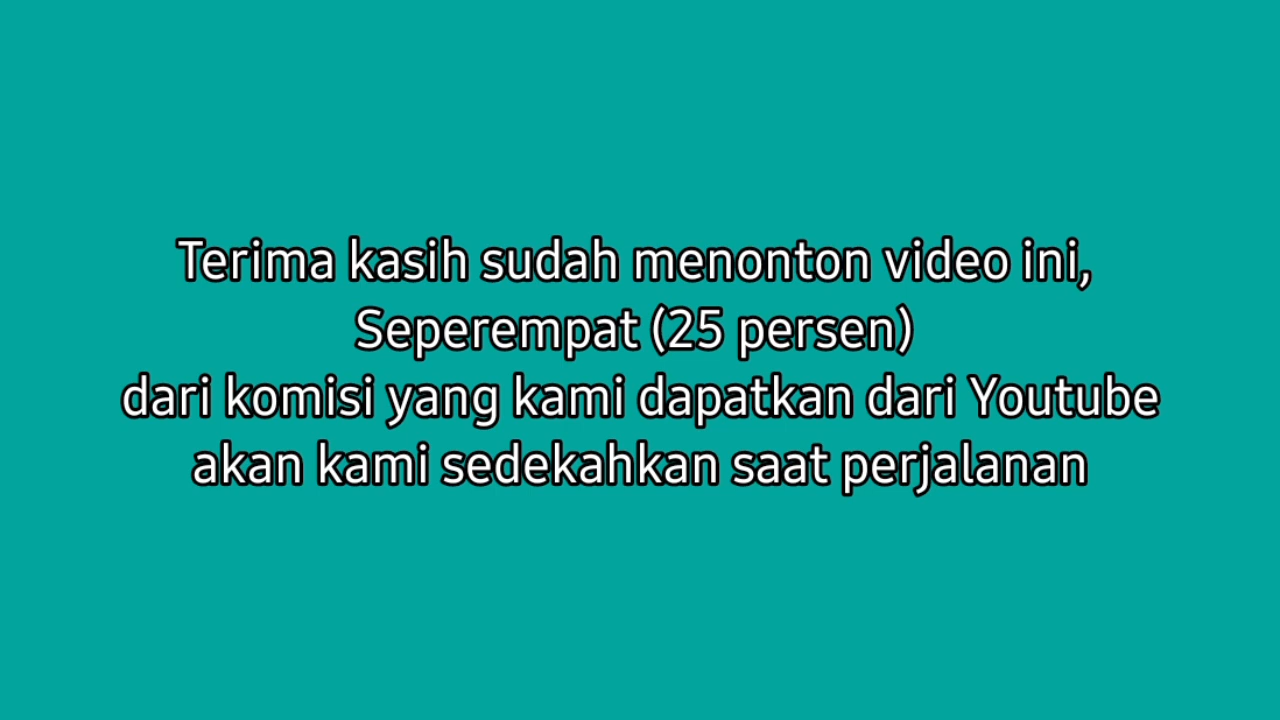 Terima kasih sudah menonton video ini,
Seperempat (25 persen)
dari komisi yang kami dapatkan dari Youtube
akan kami sedekahkan saat perjalanan